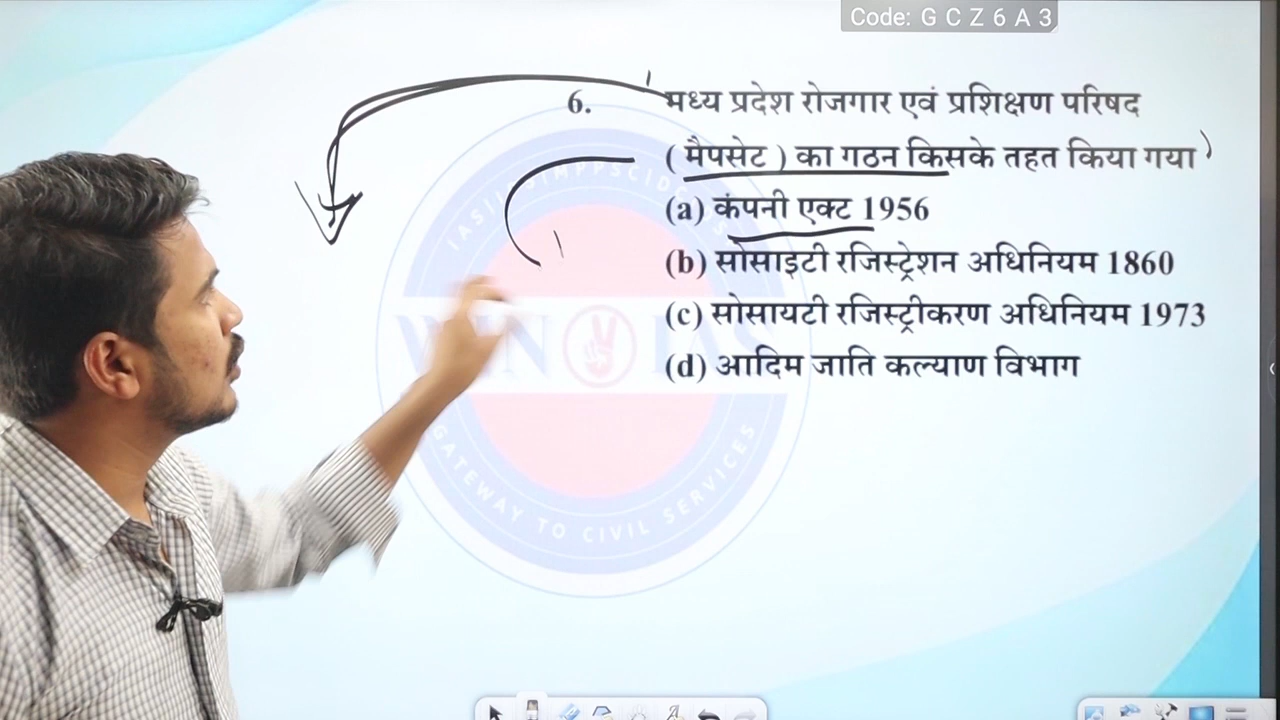 Code: G C Z 6 A 3
6. मध्य प्रदेश रोजगार एवं प्रशिक्षण परिषद
( मैपसेट ) का गठन किसके तहत किया गया
(a) कंपनी एक्ट 1956
(b) सोसाइटी रजिस्ट्रेशन अधिनियम 1860
(c) सोसायटी रजिस्ट्रीकरण अधिनियम 1973
(d) आदिम जाति कल्याण विभाग
WIN IAS
GATEWAY TO CIVIL SERVICES